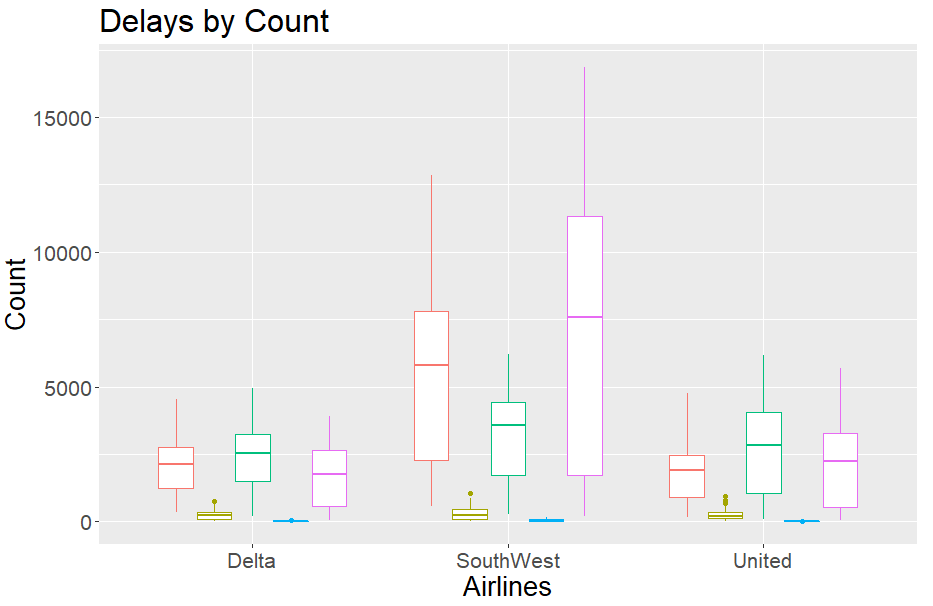 Delays by Count
Count
15000
10000
5000
0
Delta
SouthWest
United
Airlines